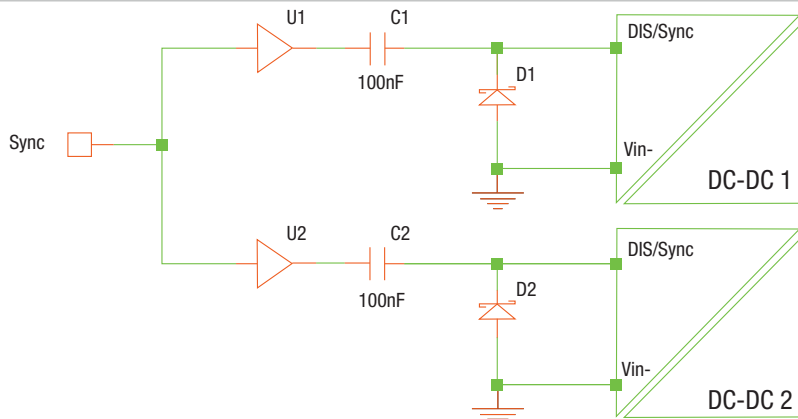 U1
C1
DIS/Sync
D1
100nF
Sync
Vin-
DC-DC 1
U2
C2
DIS/Sync
D2
100nF
Vin-
DC-DC 2